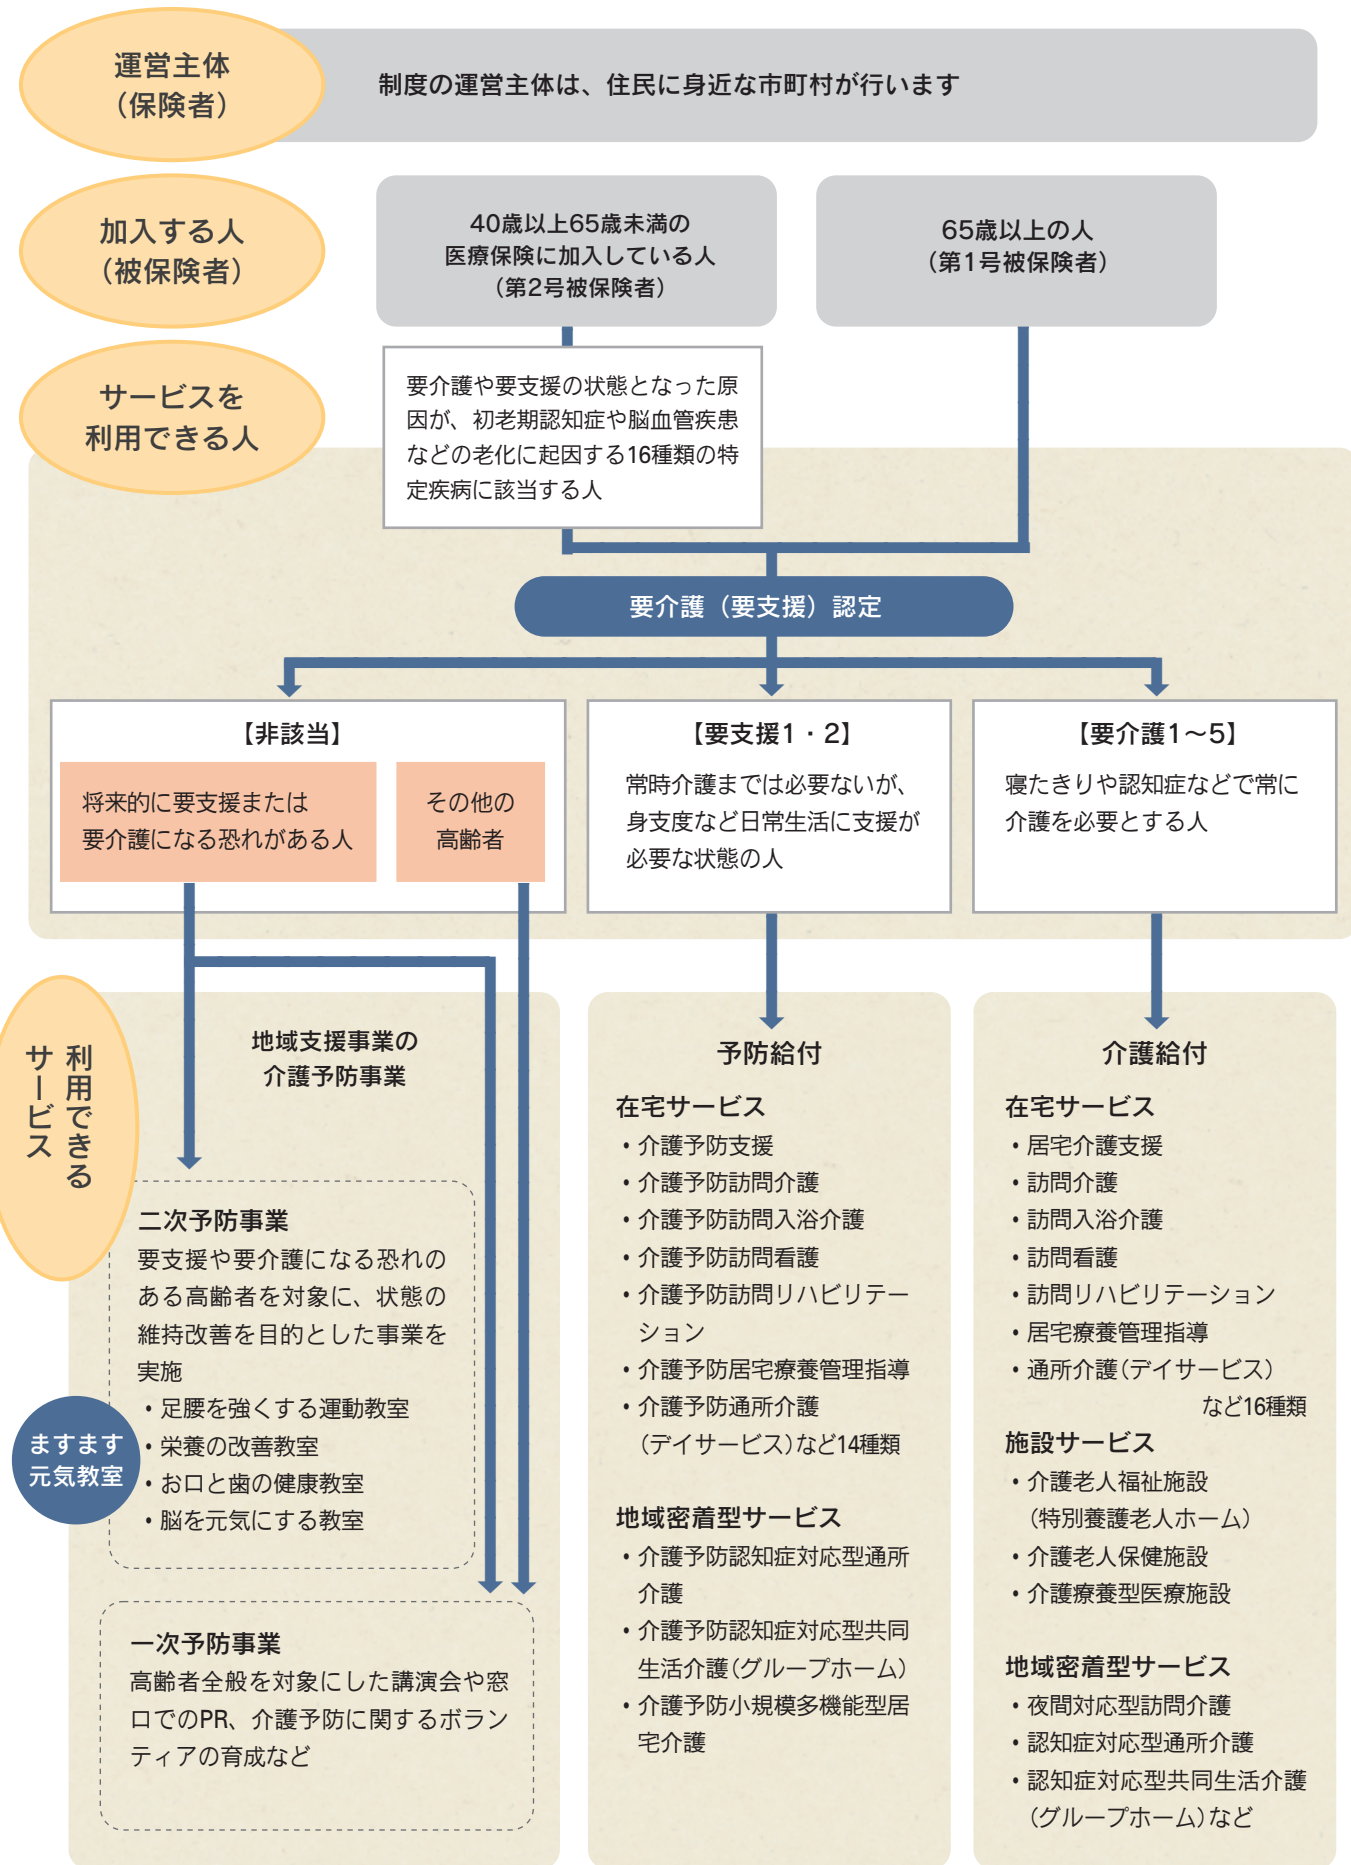 運営主体
（保険者）
制度の運営主体は、住民に身近な市町村が行います
加入する人
（被保険者）
40歳以上65歳未満の
医療保険に加入している人
（第2号被保険者）
65歳以上の人
（第1号被保険者）
サービスを
利用できる人
要介護や要支援の状態となった原
因が、初老期認知症や脳血管疾患
などの老化に起因する16種類の特
定疾病に該当する人
要介護（要支援）認定
【非該当】
将来的に要支援または
要介護になる恐れがある人
その他の
高齢者
【要支援1・2】
常時介護までは必要ないが、
身支度など日常生活に支援が
必要な状態の人
【要介護1～5】
寝たきりや認知症などで常に
介護を必要とする人
利用できる
サービス
地域支援事業の
介護予防事業
二次予防事業
要支援や要介護になる恐れの
ある高齢者を対象に、状態の
維持改善を目的とした事業を
実施
・足腰を強くする運動教室
・栄養の改善教室
・お口と歯の健康教室
・脳を元気にする教室
ますます
元気教室
一次予防事業
高齢者全般を対象にした講演会や窓
口でのPR、介護予防に関するボラン
ティアの育成など
予防給付
在宅サービス
・介護予防支援
・介護予防訪問介護
・介護予防訪問入浴介護
・介護予防訪問看護
・介護予防訪問リハビリテー
ション
・介護予防居宅療養管理指導
・介護予防通所介護
（デイサービス）など14種類
地域密着型サービス
・介護予防認知症対応型通所
介護
・介護予防認知症対応型共同
生活介護（グループホーム）
・介護予防小規模多機能型居
宅介護
介護給付
在宅サービス
・居宅介護支援
・訪問介護
・訪問入浴介護
・訪問看護
・訪問リハビリテーション
・居宅療養管理指導
・通所介護（デイサービス）
など16種類
施設サービス
・介護老人福祉施設
（特別養護老人ホーム）
・介護老人保健施設
・介護療養型医療施設
地域密着型サービス
・夜間対応型訪問介護
・認知症対応型通所介護
・認知症対応型共同生活介護
（グループホーム）など